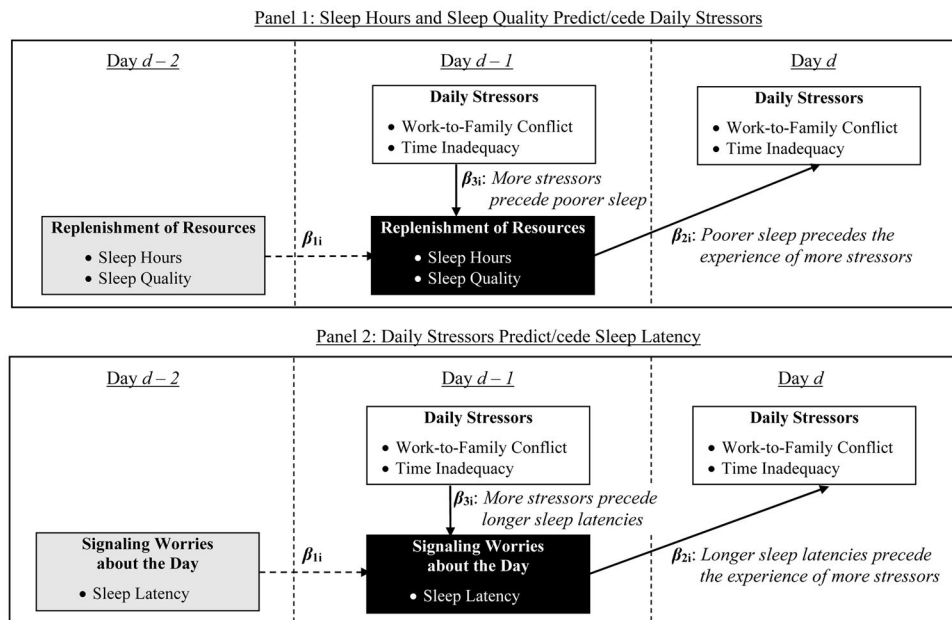 Panel 1: Sleep Hours and Sleep Quality Predict/cede Daily Stressors
Day d – 2
Day d – 1
Day d
Daily Stressors
• Work-to-Family Conflict
• Time Inadequacy
Daily Stressors
• Work-to-Family Conflict
• Time Inadequacy
β3i: More stressors
precede poorer sleep
Replenishment of Resources
• Sleep Hours
• Sleep Quality
β1i
Replenishment of Resources
• Sleep Hours
• Sleep Quality
β2i: Poorer sleep precedes the
experience of more stressors
Panel 2: Daily Stressors Predict/cede Sleep Latency
Day d – 2
Day d – 1
Day d
Daily Stressors
• Work-to-Family Conflict
• Time Inadequacy
Daily Stressors
• Work-to-Family Conflict
• Time Inadequacy
β3i: More stressors precede
longer sleep latencies
Signaling Worries
about the Day
• Sleep Latency
β1i
Signaling Worries
about the Day
• Sleep Latency
β2i: Longer sleep latencies precede
the experience of more stressors